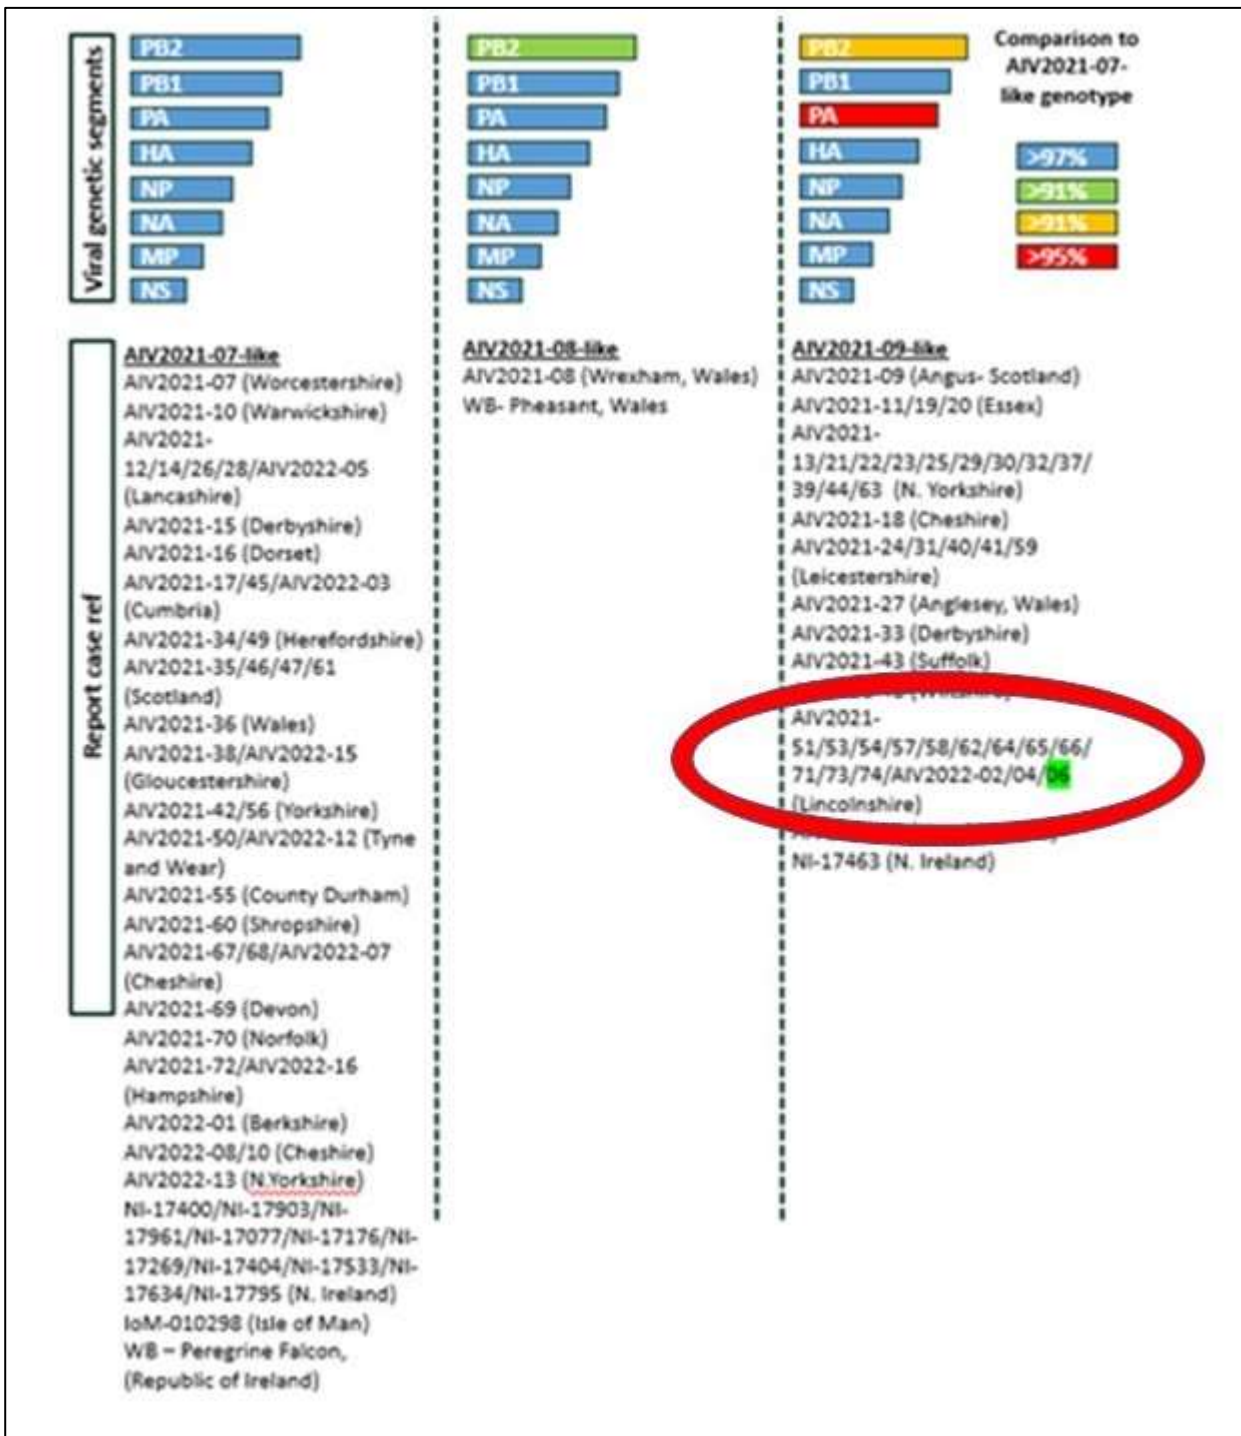 Viral genetic segments
PB2
PB1
PA
HA
NP
NA
MP
NS
PB2
PB1
PA
HA
NP
NA
MP
NS
PB2
PB1
PA
HA
NP
NA
MP
NS
Comparison to
AIV2021-07-
like genotype
>97%
>91%
>91%
>95%
Report case ref
AIV2021-07-like
AIV2021-07 (Worcestershire)
AIV2021-10 (Warwickshire)
AIV2021-
12/14/26/28/AIV2022-05
(Lancashire)
AIV2021-15 (Derbyshire)
AIV2021-16 (Dorset)
AIV2021-17/45/AIV2022-03
(Cumbria)
AIV2021-34/49 (Herefordshire)
AIV2021-35/46/47/61
(Scotland)
AIV2021-36 (Wales)
AIV2021-38/AIV2022-15
(Gloucestershire)
AIV2021-42/56 (Yorkshire)
AIV2021-50/AIV2022-12 (Tyne
and Wear)
AIV2021-55 (County Durham)
AIV2021-60 (Shropshire)
AIV2021-67/68/AIV2022-07
(Cheshire)
AIV2021-69 (Devon)
AIV2021-70 (Norfolk)
AIV2021-72/AIV2022-16
(Hampshire)
AIV2022-01 (Berkshire)
AIV2022-08/10 (Cheshire)
AIV2022-13 (N.Yorkshire)
NI-17400/NI-17903/NI-
17961/NI-17077/NI-17176/NI-
17269/NI-17404/NI-17533/NI-
17634/NI-17795 (N. Ireland)
IoM-010298 (Isle of Man)
WB – Peregrine Falcon,
(Republic of Ireland)
AIV2021-08-like
AIV2021-08 (Wrexham, Wales)
WB- Pheasant, Wales
AIV2021-09-like
AIV2021-09 (Angus- Scotland)
AIV2021-11/19/20 (Essex)
AIV2021-
13/21/22/23/25/29/30/32/37/
39/44/63 (N. Yorkshire)
AIV2021-18 (Cheshire)
AIV2021-24/31/40/41/59
(Leicestershire)
AIV2021-27 (Anglesey, Wales)
AIV2021-33 (Derbyshire)
AIV2021-43 (Suffolk)
AIV2021-
51/53/54/57/58/62/64/65/66/
71/73/74/AIV2022-02/04/06
(Lincolnshire)
NI-17463 (N. Ireland)